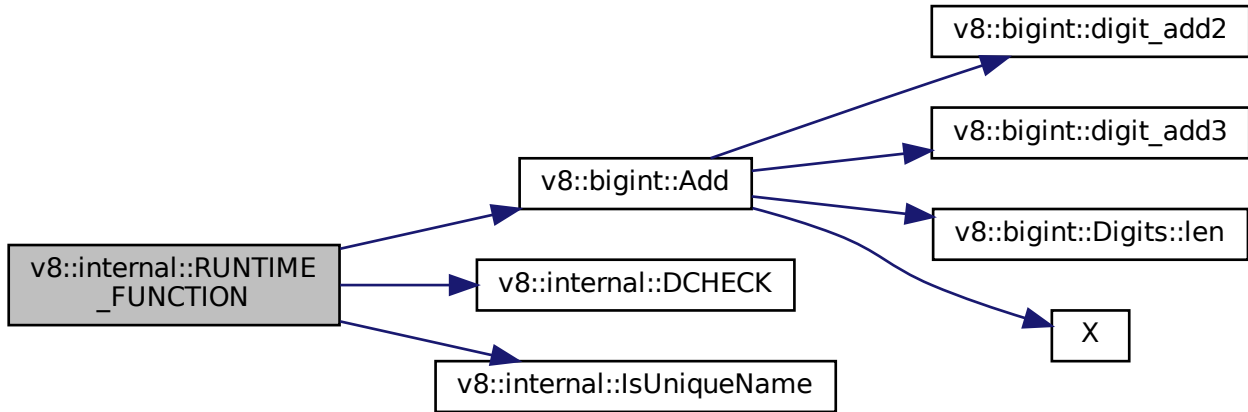 v8::internal::RUNTIME
_FUNCTION
v8::bigint::Add
v8::internal::DCHECK
v8::internal::IsUniqueName
v8::bigint::digit_add2
v8::bigint::digit_add3
v8::bigint::Digits::len
X